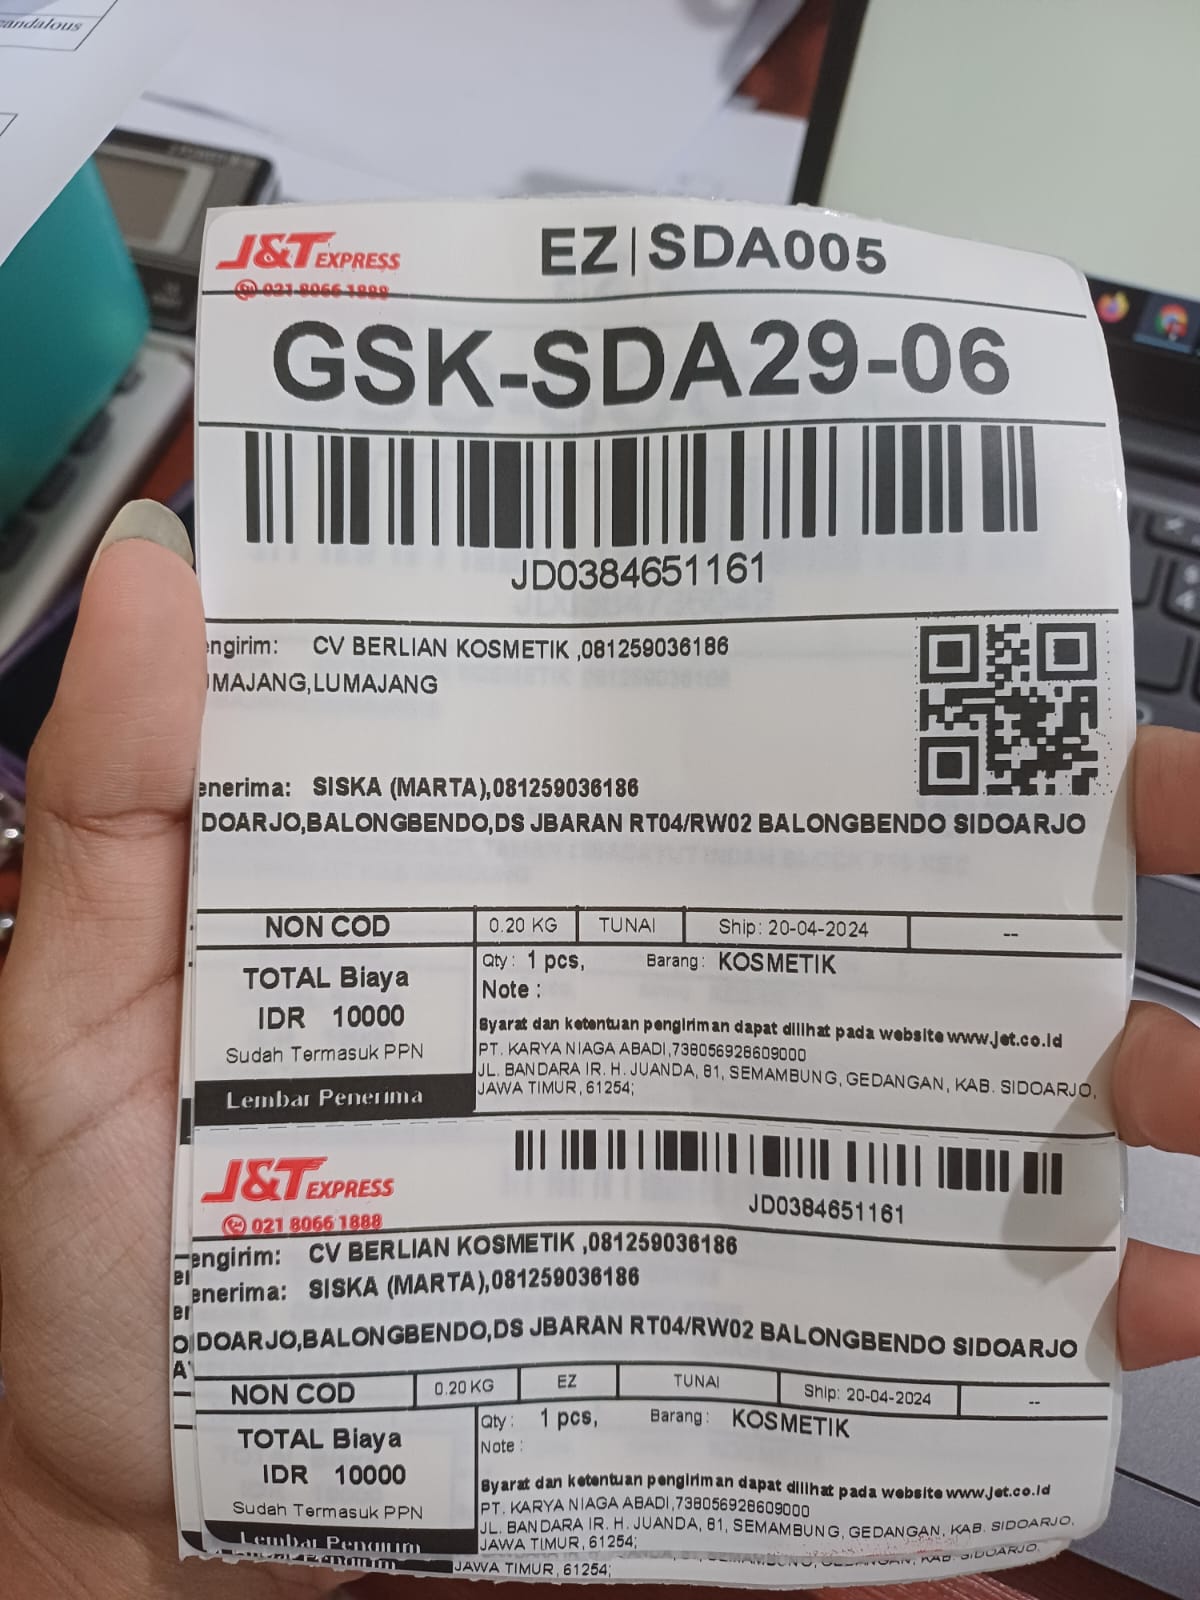 andalous
J&T EXPRESS
021 8066 1888
EZ|SDA005
GSK-SDA29-06
JD0384651161
engirim: CV BERLIAN KOSMETIK ,081259036186
MAJANG,LUMAJANG
enerima: SISKA (MARTA),081259036186
DOARJO,BALONGBENDO,DS JBARAN RT04/RW02 BALONGBENDO SIDOARJO
NON COD 0.20 KG TUNAI Ship: 20-04-2024 --
TOTAL Biaya
IDR 10000
Sudah Termasuk PPN
Lembar Penerima
Qty : 1 pcs, Barang : KOSMETIK
Note :
Syarat dan ketentuan pengiriman dapat dilihat pada website www.jet.co.id
PT. KARYA NIAGA ABADI,738056928609000
JL. BANDARA IR. H. JUANDA, 81, SEMAMBUNG, GEDANGAN, KAB. SIDOARJO,
JAWA TIMUR, 61254;
J&T EXPRESS
021 8066 1888
JD0384651161
engirim: CV BERLIAN KOSMETIK ,081259036186
enerima: SISKA (MARTA),081259036186
DOARJO,BALONGBENDO,DS JBARAN RT04/RW02 BALONGBENDO SIDOARJO
NON COD 0.20 KG EZ TUNAI Ship: 20-04-2024 --
TOTAL Biaya
IDR 10000
Sudah Termasuk PPN
Lembar Pengirim
Qty : 1 pcs, Barang : KOSMETIK
Note :
Syarat dan ketentuan pengiriman dapat dilihat pada website www.jet.co.id
PT. KARYA NIAGA ABADI,738056928609000
JL. BANDARA IR. H. JUANDA, 81, SEMAMBUNG, GEDANGAN, KAB. SIDOARJO,
JAWA TIMUR, 61254;
JAWA TIMUR, 61254;